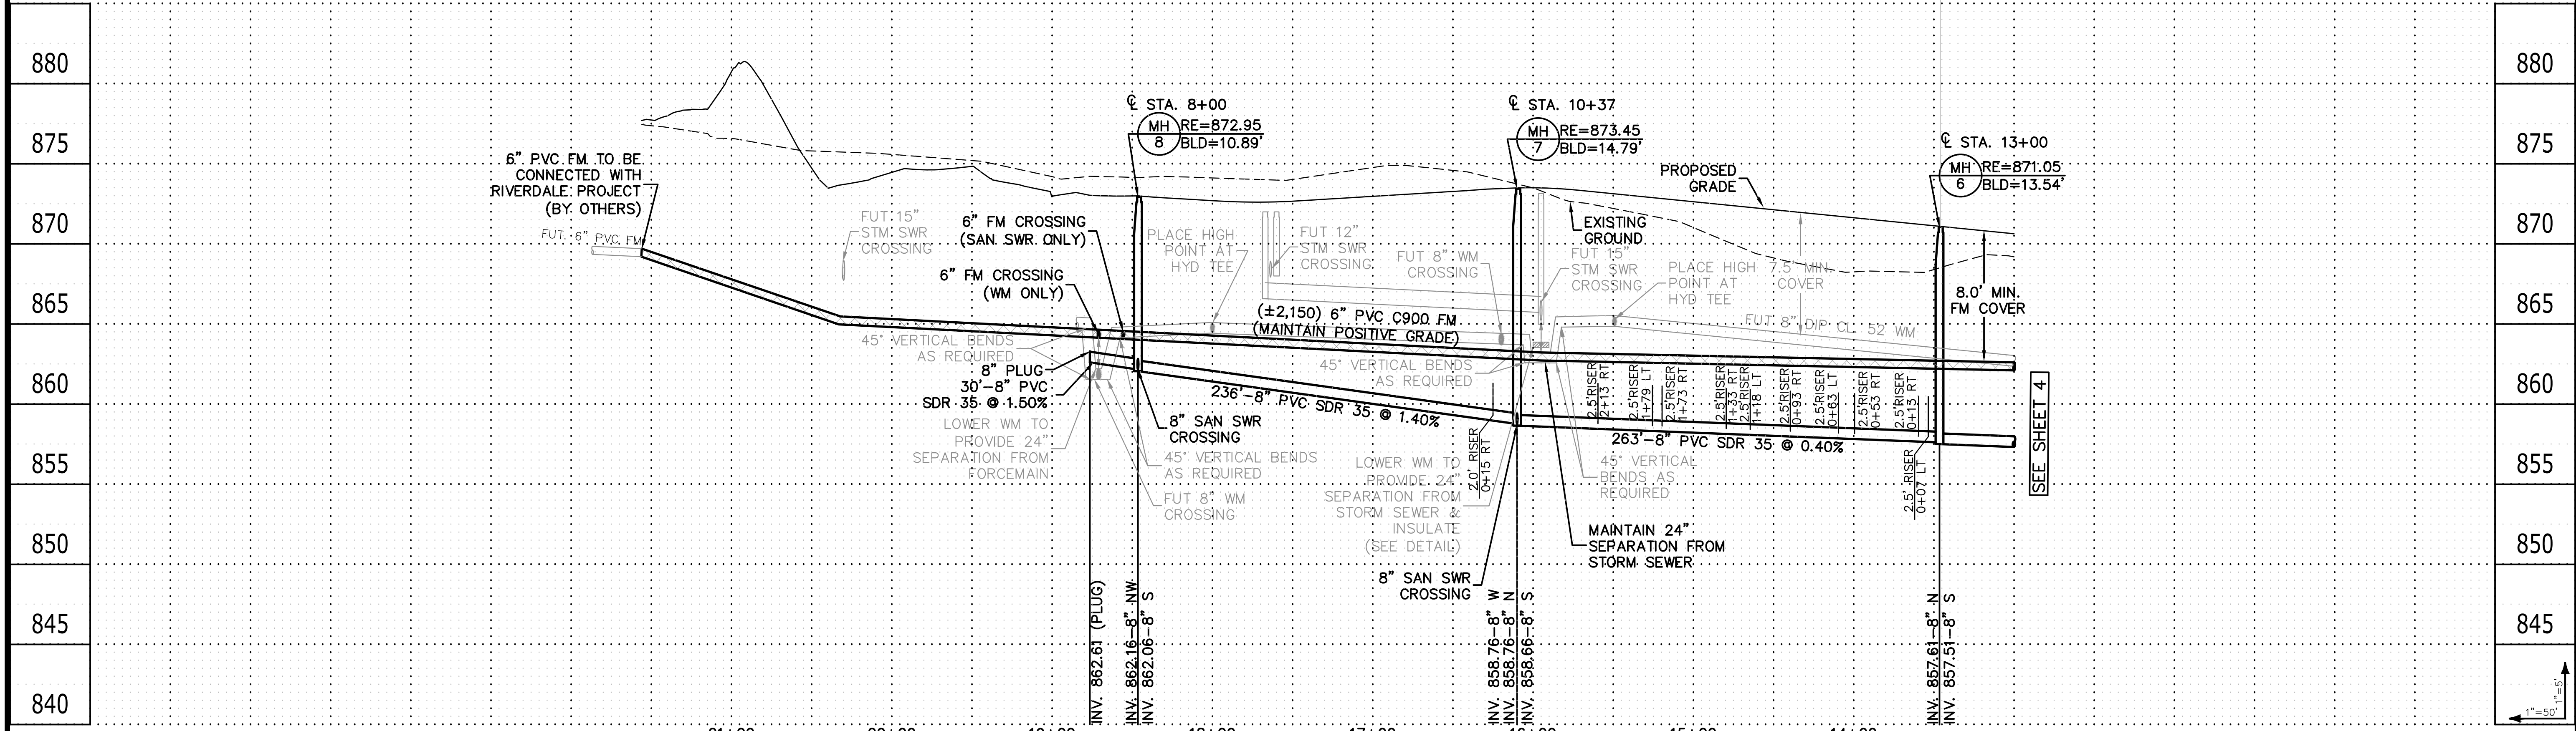 880
875
870
865
860
855
850
845
840
6" PVC FM TO BE
CONNECTED WITH
RIVERDALE PROJECT
(BY OTHERS)
FUT. 6" PVC FM
FUT 15"
STM SWR
CROSSING
6" FM CROSSING
(SAN SWR ONLY)
6" FM CROSSING
(WM ONLY)
45° VERTICAL BENDS
AS REQUIRED
8" PLUG
30'-8" PVC
SDR 35 @ 1.50%
LOWER WM TO
PROVIDE 24"
SEPARATION FROM
FORCEMAIN
℄ STA. 8+00
MH
8
RE=872.95
BLD=10.89'
PLACE HIGH
POINT AT
HYD TEE
FUT 12"
STM SWR
CROSSING
(±2,150) 6" PVC C900 FM
(MAINTAIN POSITIVE GRADE)
236'-8" PVC SDR 35 @ 1.40%
8" SAN SWR
CROSSING
45° VERTICAL BENDS
AS REQUIRED
FUT 8" WM
CROSSING
FUT 8" WM
CROSSING
45° VERTICAL BENDS
AS REQUIRED
LOWER WM TO
PROVIDE 24"
SEPARATION FROM
STORM SEWER &
INSULATE
(SEE DETAIL)
2.0' RISER
0+15 RT
8" SAN SWR
CROSSING
℄ STA. 10+37
MH
7
RE=873.45
BLD=14.79'
EXISTING
GROUND
FUT 15"
STM SWR
CROSSING
PLACE HIGH
POINT AT
HYD TEE
7.5' MIN.
COVER
PROPOSED
GRADE
FUT 8" DIP CL. 52 WM
2.5'RISER
2+13 RT
2.5'RISER
1+79 LT
2.5'RISER
1+73 RT
2.5'RISER
1+33 RT
2.5'RISER
1+18 LT
2.5'RISER
0+93 RT
2.5'RISER
0+63 LT
2.5'RISER
0+53 RT
2.5'RISER
0+13 RT
263'-8" PVC SDR 35 @ 0.40%
45° VERTICAL
BENDS AS
REQUIRED
MAINTAIN 24"
SEPARATION FROM
STORM SEWER
2.5' RISER
0+07 LT
℄ STA. 13+00
MH
6
RE=871.05
BLD=13.54'
8.0' MIN.
FM COVER
SEE SHEET 4
INV. 862.61 (PLUG)
INV. 862.16-8" NW
INV. 862.06-8" S
INV. 858.76-8" W
INV. 858.76-8" N
INV. 858.66-8" S
INV. 857.61-8" N
INV. 857.51-8" S
880
875
870
865
860
855
850
845
840
1"=5'
1"=50'